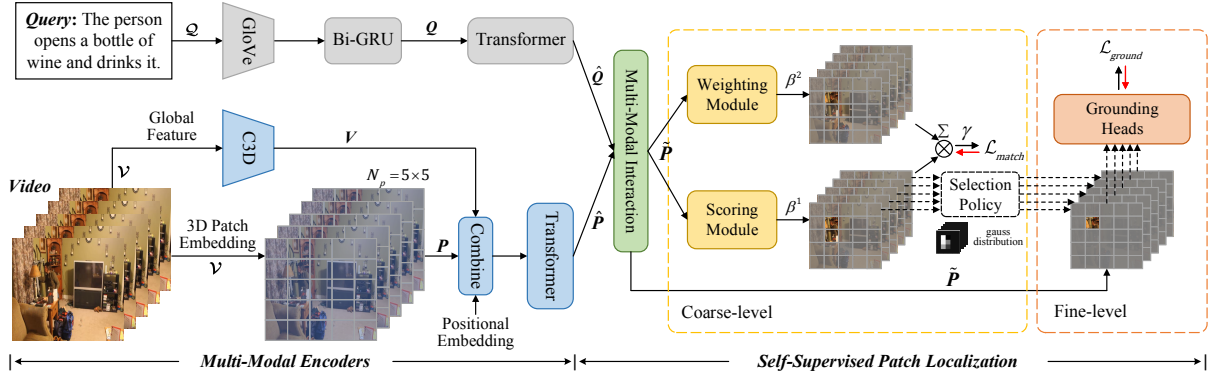 Query: The person
opens a bottle of
wine and drinks it.
𝒬
GloVe
Bi-GRU
Q
Transformer
Q̂
Global
Feature
C3D
V
𝒱
Video
N_p = 5×5
3D Patch
Embedding
𝒱
P
Combine
Transformer
P̂
Positional
Embedding
Multi-Modal Interaction
P̃
Weighting
Module
β²
Scoring
Module
β¹
Σ
⊗
γ
ℒ_match
Selection
Policy
gauss
distribution
P̃
Coarse-level
ℒ_ground
Grounding
Heads
Fine-level
Multi-Modal Encoders
Self-Supervised Patch Localization